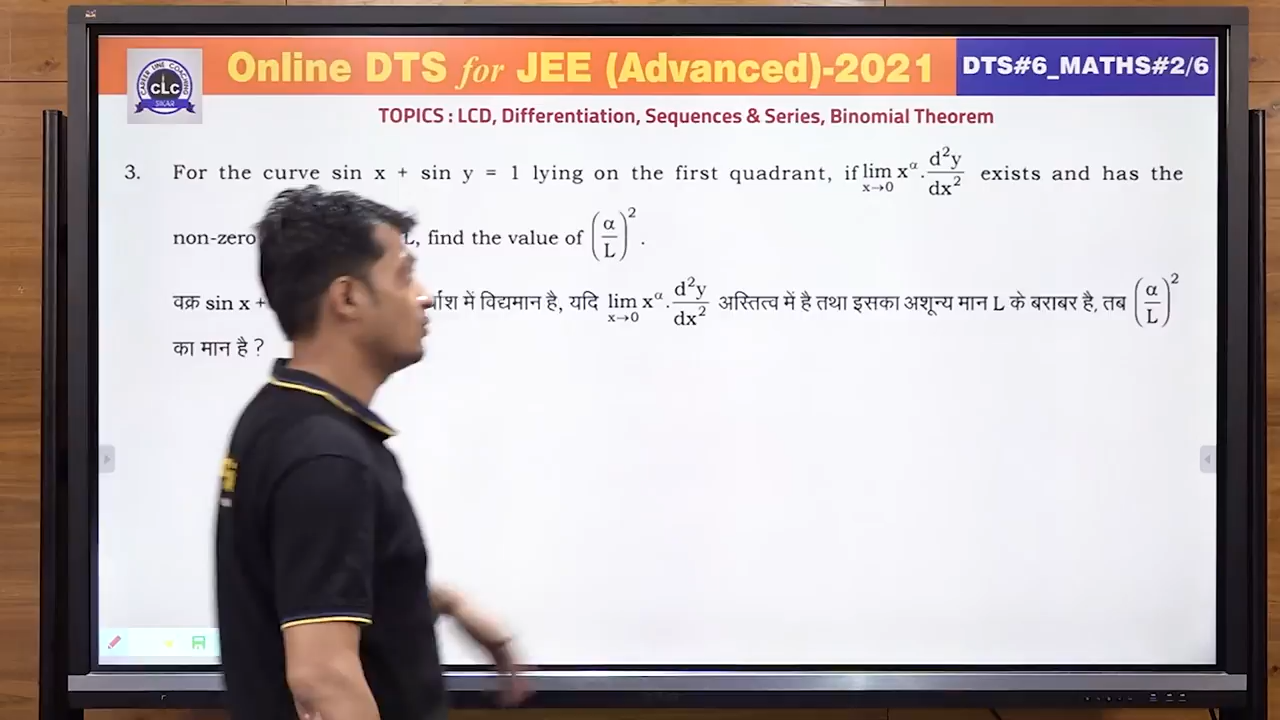 Online DTS for JEE (Advanced)-2021
DTS#6_MATHS#2/6
CLC
SIKAR
TOPICS : LCD, Differentiation, Sequences & Series, Binomial Theorem
3. For the curve sin x + sin y = 1 lying on the first quadrant, if lim x→0 x^α . d²y/dx² exists and has the
non-zero L, find the value of (α/L)².
वक्र sin x + में विद्यमान है, यदि lim x→0 x^α . d²y/dx² अस्तित्व में है तथा इसका अशून्य मान L के बराबर है, तब (α/L)²
का मान है ?